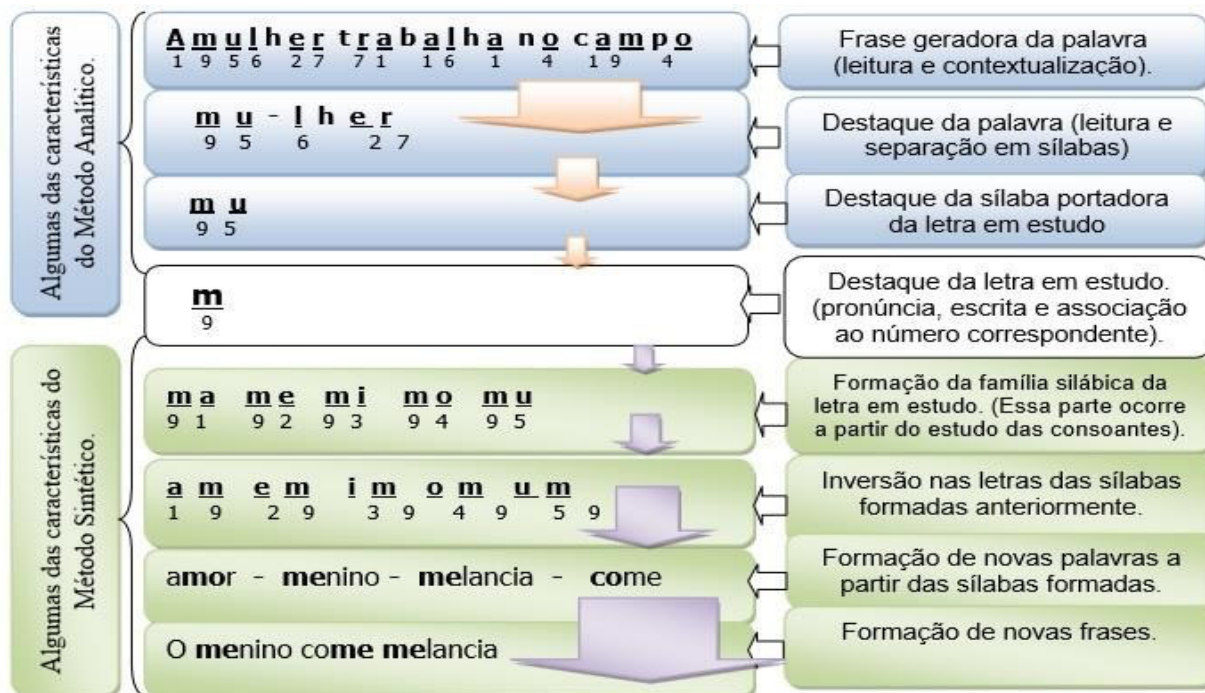 Algumas das características
do Método Analítico.
A mulher trabalha no campo
1 9 5 6 2 7 7 1 1 6 1 4 1 9 4
Frase geradora da palavra
(leitura e contextualização).
mu - lher
9 5 6 2 7
Destaque da palavra (leitura e
separação em sílabas)
mu
9 5
Destaque da sílaba portadora
da letra em estudo
m
9
Destaque da letra em estudo.
(pronúncia, escrita e associação
ao número correspondente).
Algumas das características do
Método Sintético.
ma me mi mo mu
9 1 9 2 9 3 9 4 9 5
Formação da família silábica da
letra em estudo. (Essa parte ocorre
a partir do estudo das consoantes).
am em im om um
1 9 2 9 3 9 4 9 5 9
Inversão nas letras das sílabas
formadas anteriormente.
amor - menino - melancia - come
Formação de novas palavras a
partir das sílabas formadas.
O menino come melancia
Formação de novas frases.